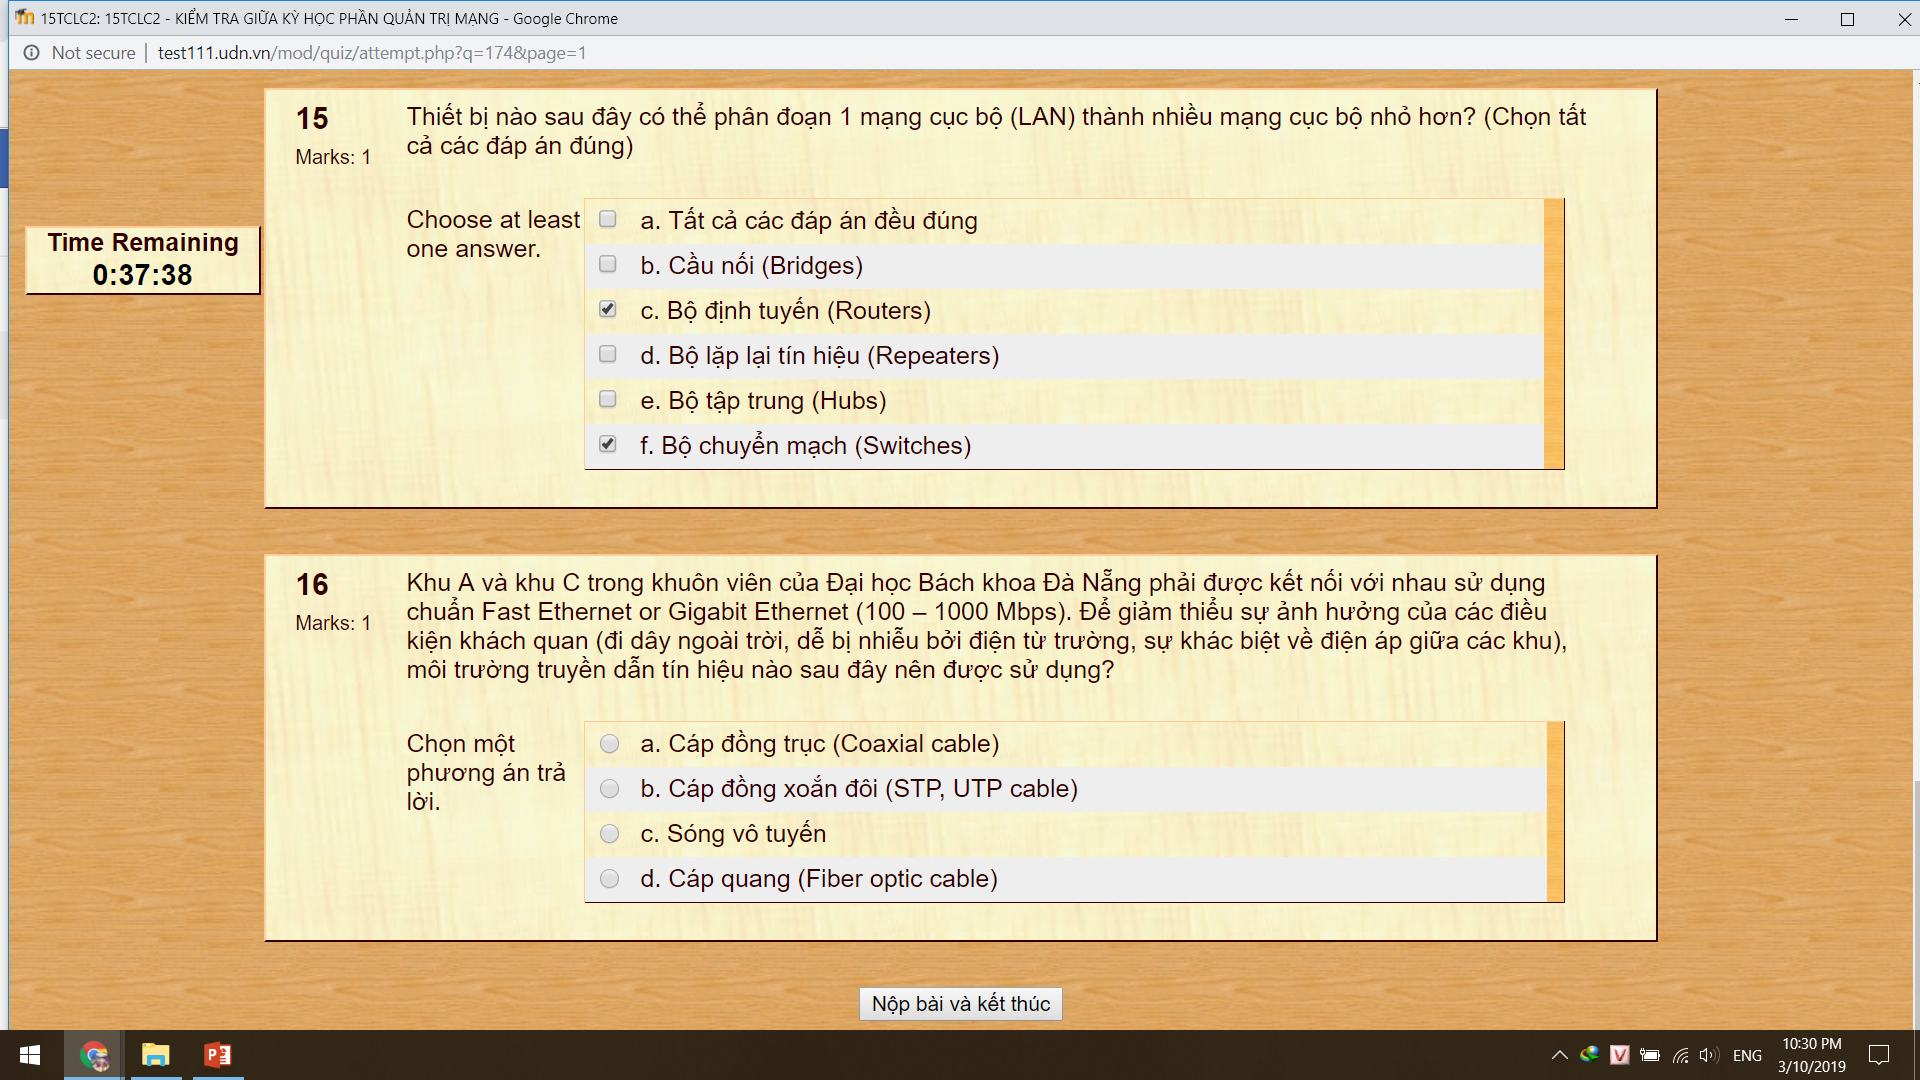 15TCLC2: 15TCLC2 - KIỂM TRA GIỮA KỲ HỌC PHẦN QUẢN TRỊ MẠNG - Google Chrome
Not secure | test111.udn.vn/mod/quiz/attempt.php?q=174&page=1
15
Marks: 1
Thiết bị nào sau đây có thể phân đoạn 1 mạng cục bộ (LAN) thành nhiều mạng cục bộ nhỏ hơn? (Chọn tất
cả các đáp án đúng)
Choose at least
one answer.
a. Tất cả các đáp án đều đúng
b. Cầu nối (Bridges)
c. Bộ định tuyến (Routers)
d. Bộ lặp lại tín hiệu (Repeaters)
e. Bộ tập trung (Hubs)
f. Bộ chuyển mạch (Switches)
Time Remaining
0:37:38
16
Marks: 1
Khu A và khu C trong khuôn viên của Đại học Bách khoa Đà Nẵng phải được kết nối với nhau sử dụng
chuẩn Fast Ethernet or Gigabit Ethernet (100 – 1000 Mbps). Để giảm thiểu sự ảnh hưởng của các điều
kiện khách quan (đi dây ngoài trời, dễ bị nhiễu bởi điện từ trường, sự khác biệt về điện áp giữa các khu),
môi trường truyền dẫn tín hiệu nào sau đây nên được sử dụng?
Chọn một
phương án trả
lời.
a. Cáp đồng trục (Coaxial cable)
b. Cáp đồng xoắn đôi (STP, UTP cable)
c. Sóng vô tuyến
d. Cáp quang (Fiber optic cable)
Nộp bài và kết thúc
ENG
10:30 PM
3/10/2019